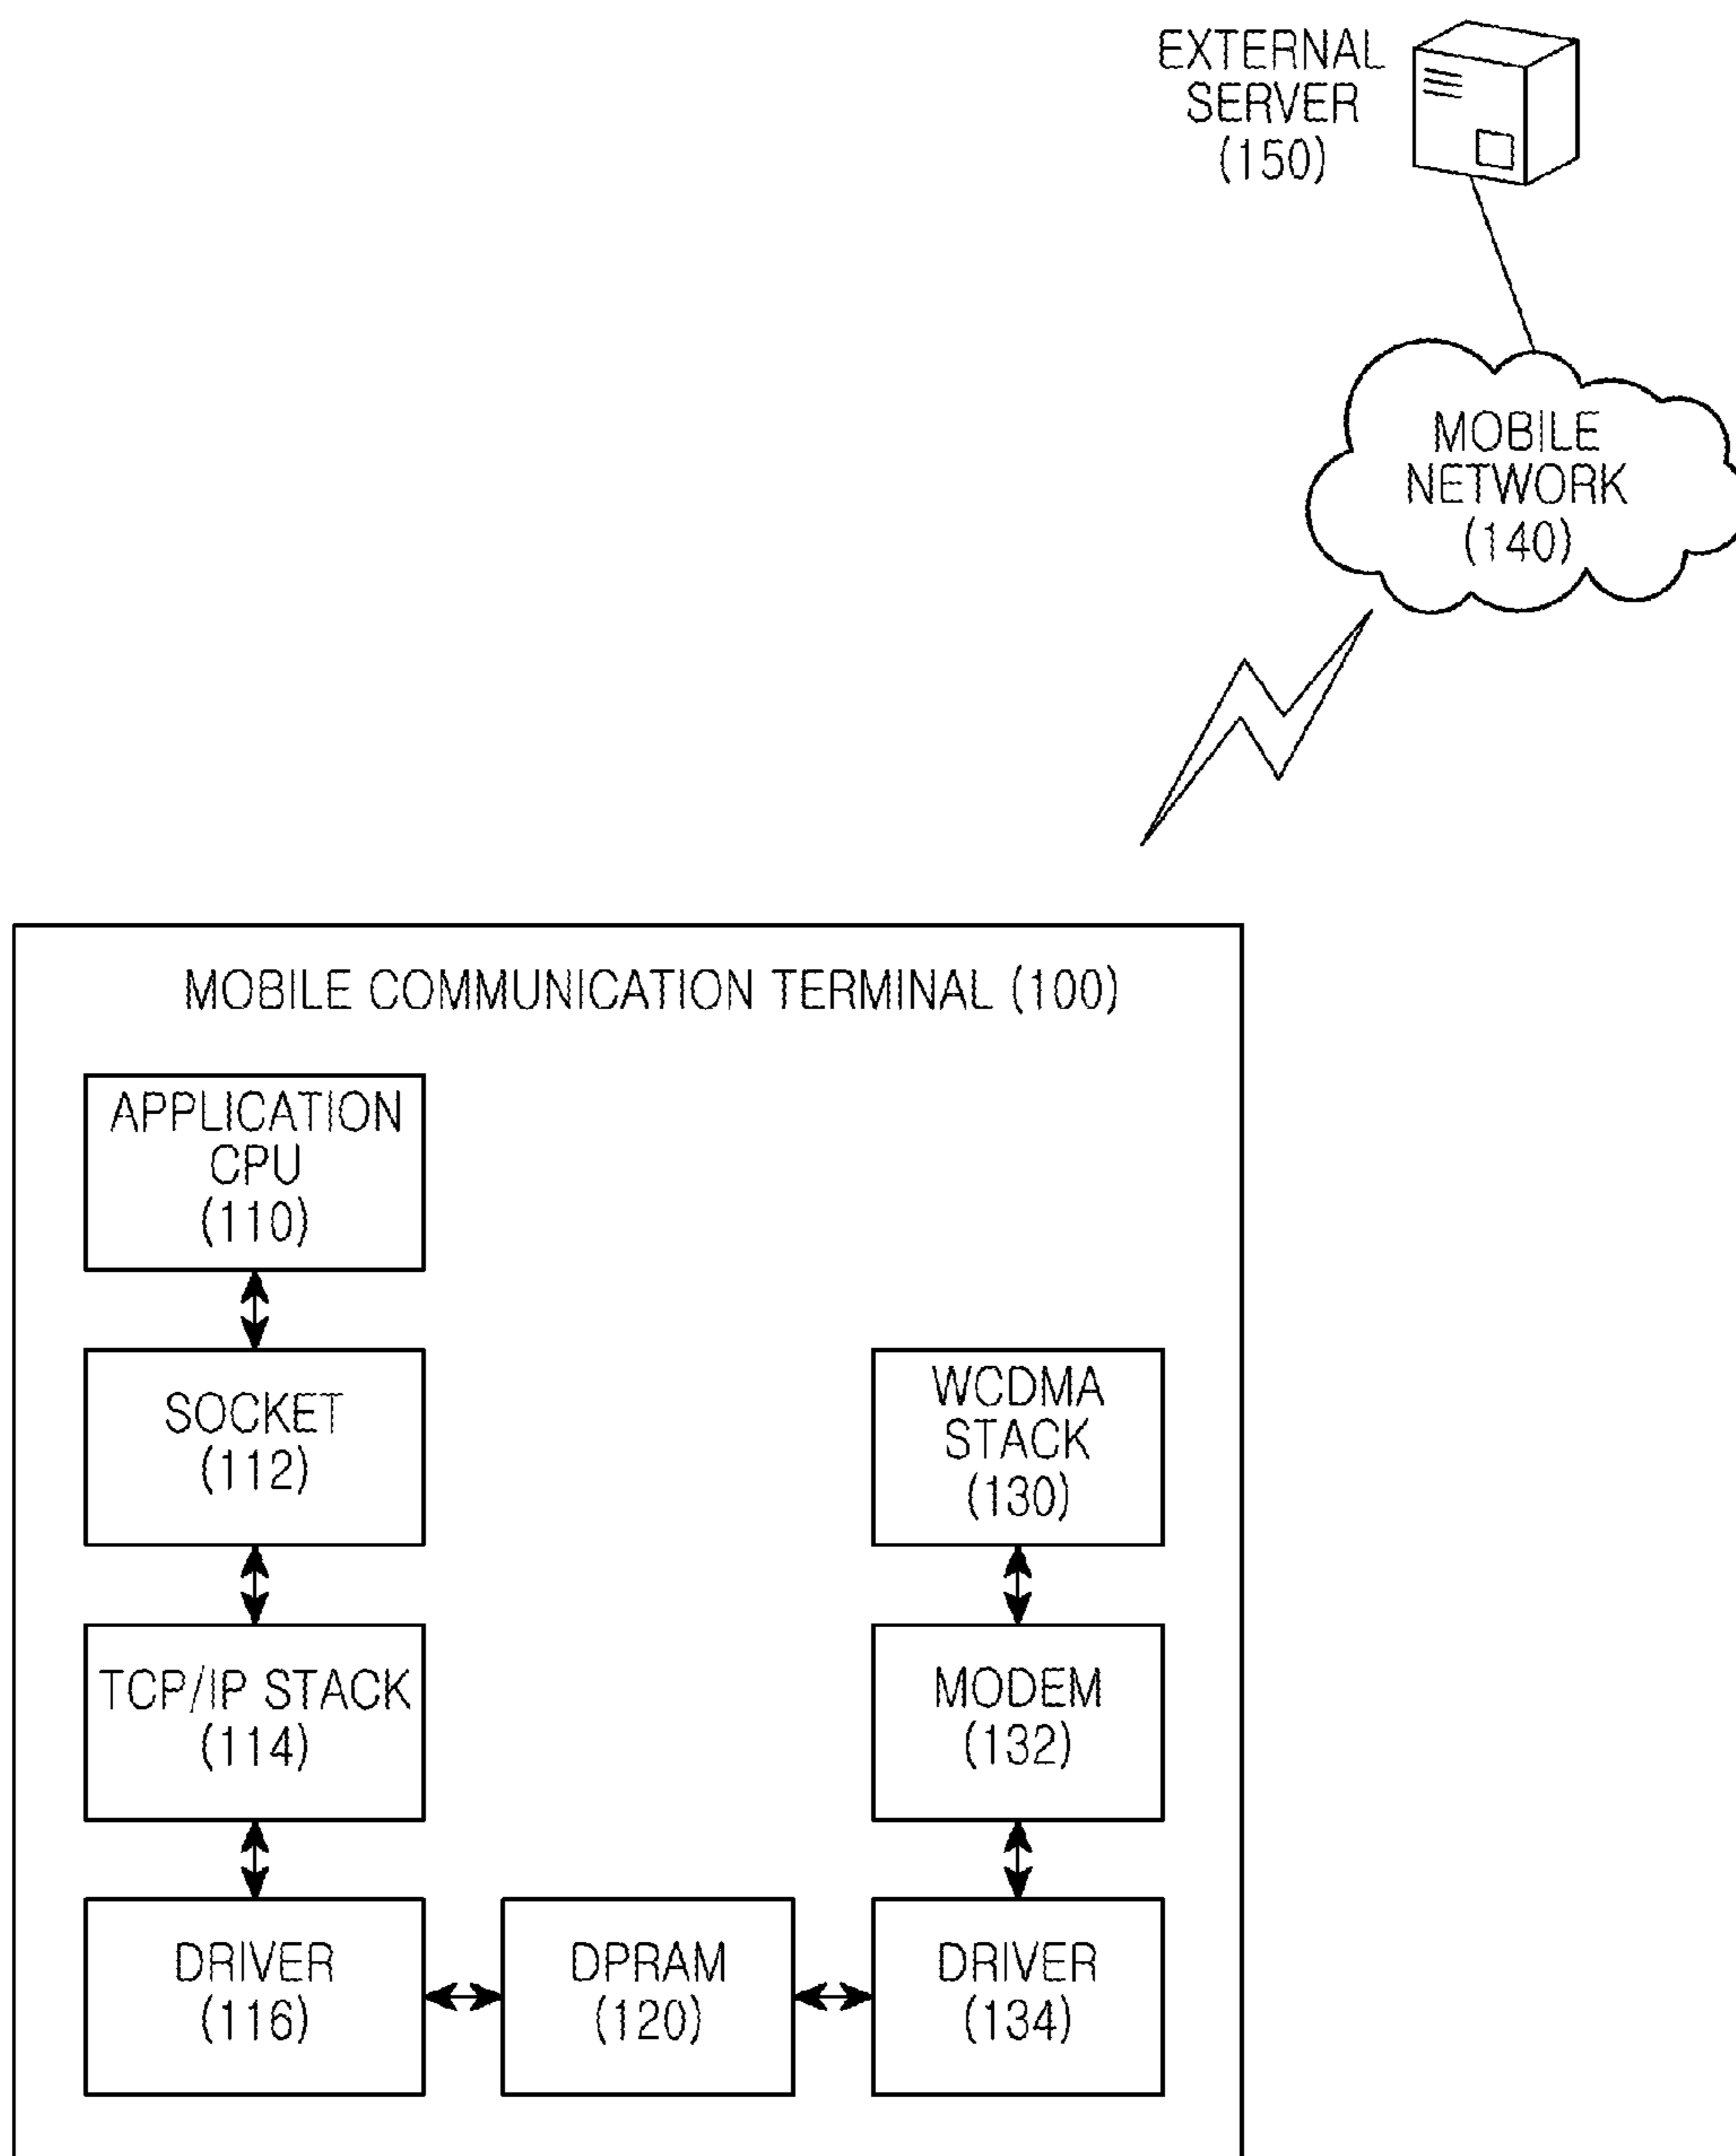 EXTERNAL
SERVER
(150)
MOBILE
NETWORK
(140)
MOBILE COMMUNICATION TERMINAL (100)
APPLICATION
CPU
(110)
SOCKET
(112)
WCDMA
STACK
(130)
TCP/IP STACK
(114)
MODEM
(132)
DRIVER
(116)
DPRAM
(120)
DRIVER
(134)